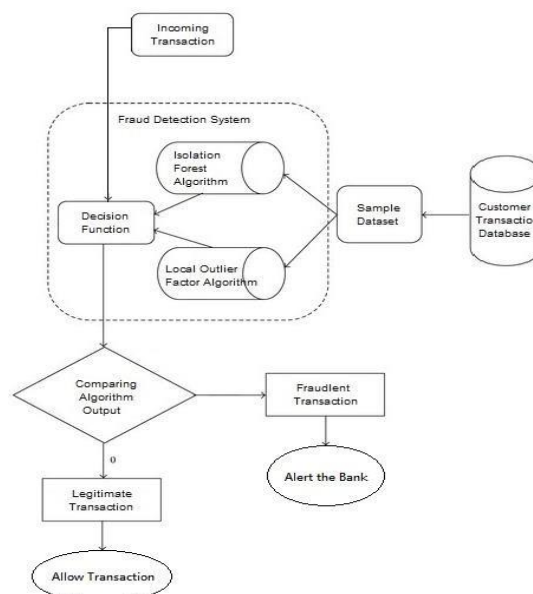 Incoming
Transaction
Fraud Detection System
Isolation
Forest
Algorithm
Decision
Function
Sample
Dataset
Customer
Transaction
Database
Local Outlier
Factor Algorithm
Comparing
Algorithm
Output
Fraudlent
Transaction
0
Alert the Bank
Legitimate
Transaction
Allow Transaction